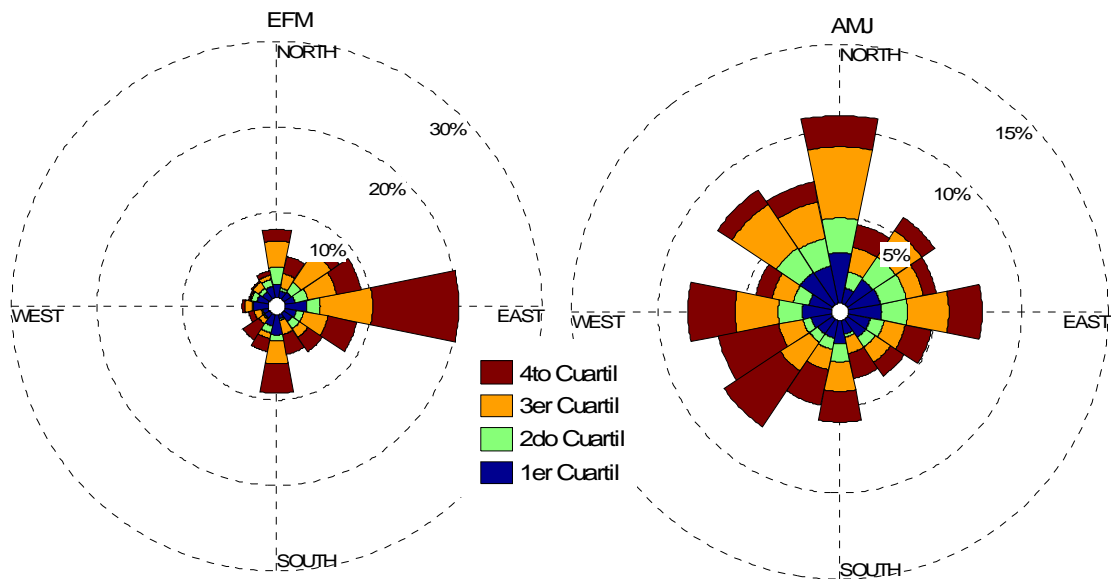 EFM
NORTH
30%
20%
10%
WEST
EAST
SOUTH
AMJ
NORTH
15%
10%
5%
WEST
EAST
SOUTH
4to Cuartil
3er Cuartil
2do Cuartil
1er Cuartil